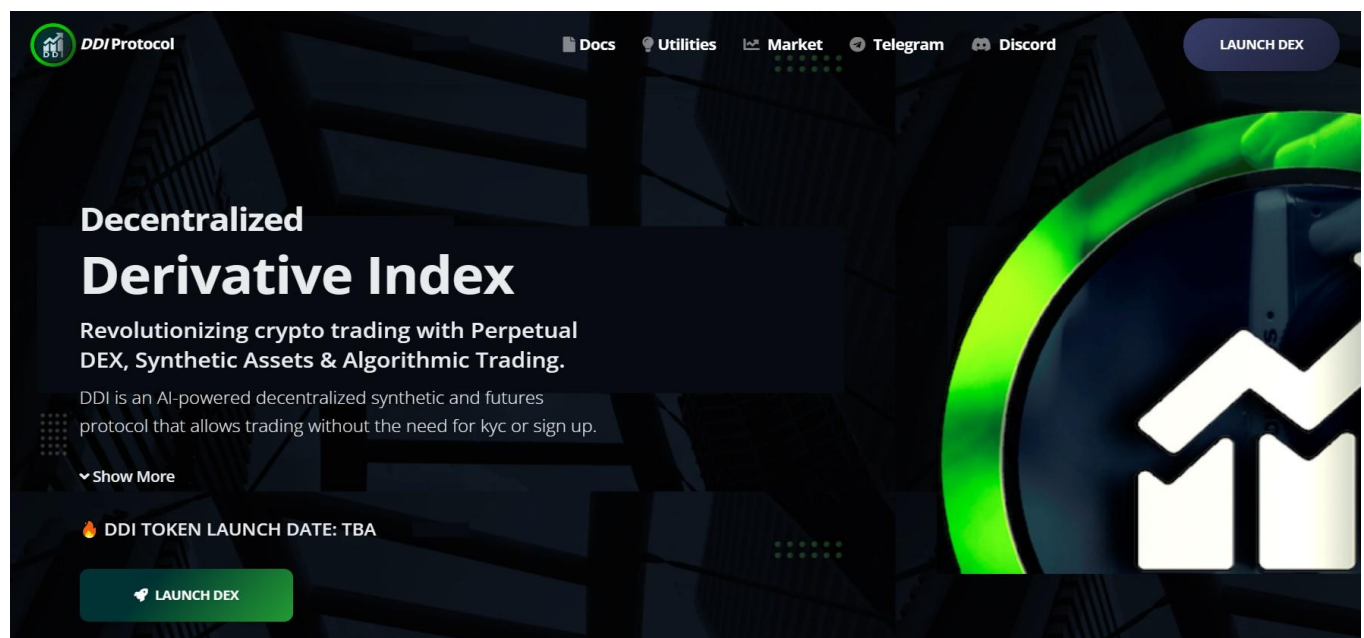 DDI Protocol
Docs
Utilities
Market
Telegram
Discord
LAUNCH DEX
Decentralized
Derivative Index
Revolutionizing crypto trading with Perpetual
DEX, Synthetic Assets & Algorithmic Trading.
DDI is an AI-powered decentralized synthetic and futures
protocol that allows trading without the need for kyc or sign up.
Show More
🔥 DDI TOKEN LAUNCH DATE: TBA
LAUNCH DEX